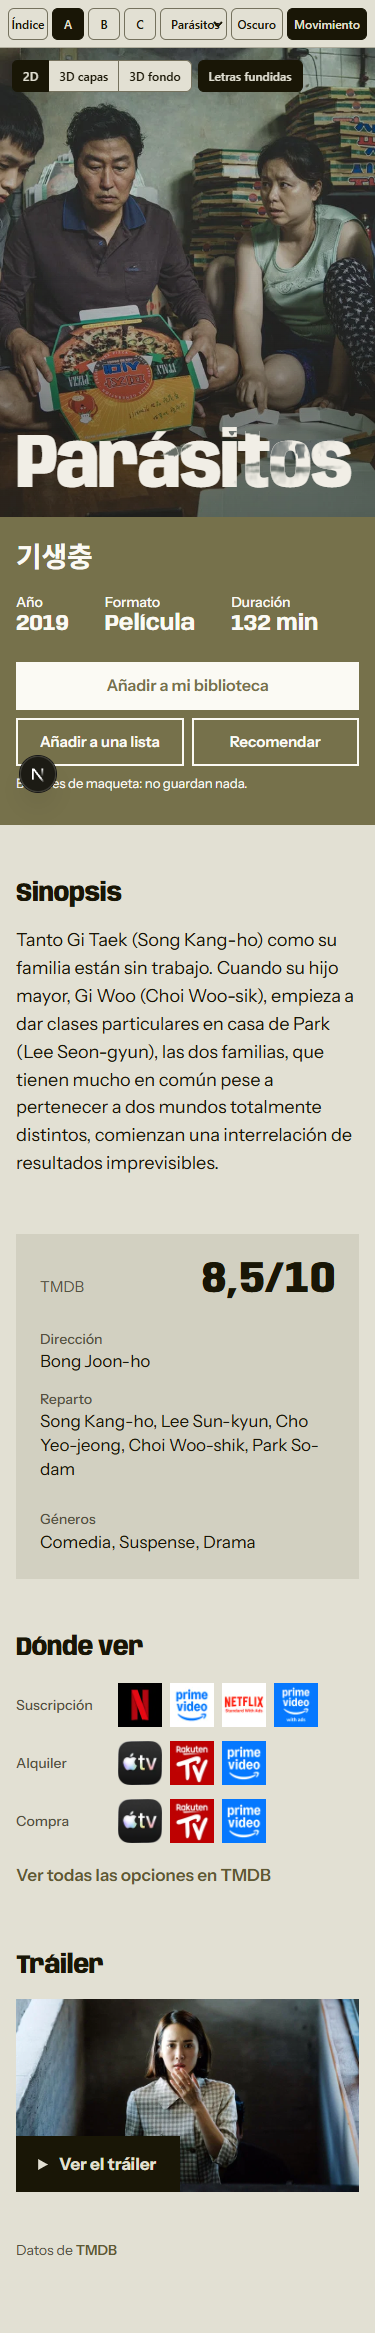 Índice A B C Parásitos Oscuro Movimiento
2D 3D capas 3D fondo Letras fundidas
Parásitos
기생충
Año Formato Duración
2019 Película 132 min
Añadir a mi biblioteca
Añadir a una lista Recomendar
de maqueta: no guardan nada.
Sinopsis
Tanto Gi Taek (Song Kang-ho) como su
familia están sin trabajo. Cuando su hijo
mayor, Gi Woo (Choi Woo-sik), empieza a
dar clases particulares en casa de Park
(Lee Seon-gyun), las dos familias, que
tienen mucho en común pese a
pertenecer a dos mundos totalmente
distintos, comienzan una interrelación de
resultados imprevisibles.
TMDB 8,5/10
Dirección
Bong Joon-ho
Reparto
Song Kang-ho, Lee Sun-kyun, Cho
Yeo-jeong, Choi Woo-shik, Park So-
dam
Géneros
Comedia, Suspense, Drama
Dónde ver
Suscripción N prime video NETFLIX Standard With Ads prime video with ads
Alquiler tv Rakuten TV prime video
Compra tv Rakuten TV prime video
Ver todas las opciones en TMDB
Tráiler
Ver el tráiler
Datos de TMDB